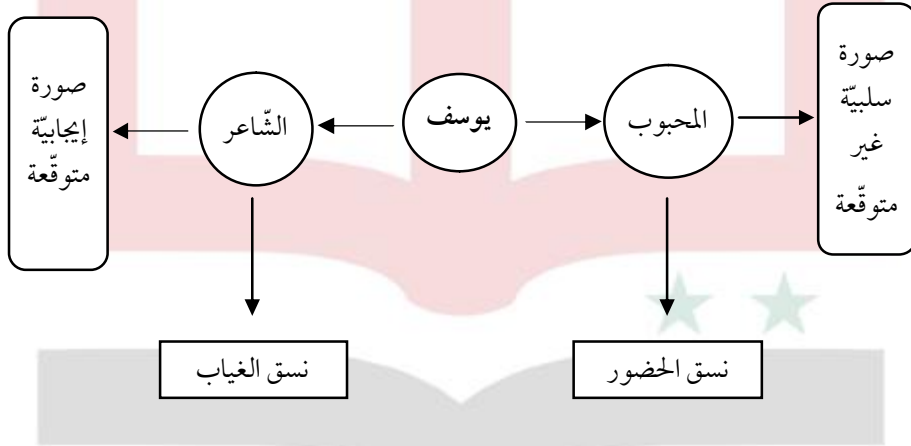 صورة
سلبيّة
غير
متوقّعة
المحبوب
يوسف
الشّاعر
صورة
إيجابيّة
متوقّعة
نسق الحضور
نسق الغياب